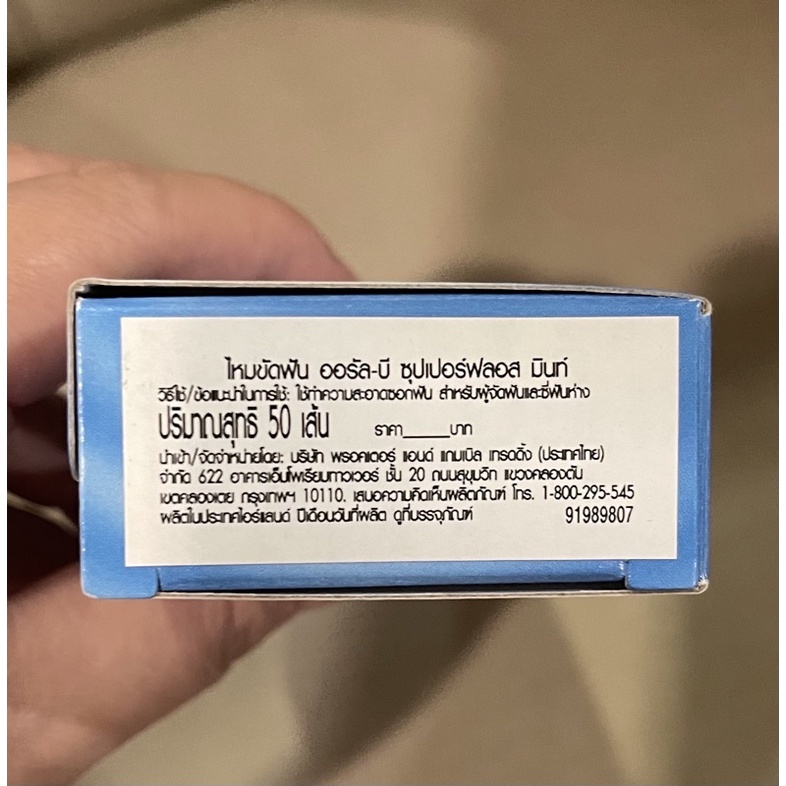 ไหมขัดฟัน ออรัล-บี ซุปเปอร์ฟลอส มินท์
วิธีใช้/ข้อแนะนำในการใช้: ใช้ทำความสะอาดซอกฟัน สำหรับผู้จัดฟันและซี่ฟันห่าง
ปริมาณสุทธิ 50 เส้น ราคา_____บาท
นำเข้า/จัดจำหน่ายโดย: บริษัท พรอคเตอร์ แอนด์ แกมเบิล เทรดดิ้ง (ประเทศไทย)
จำกัด 622 อาคารเอ็มโพเรียมทาวเวอร์ ชั้น 20 ถนนสุขุมวิท แขวงคลองตัน
เขตคลองเตย กรุงเทพฯ 10110. เสนอความคิดเห็นผลิตภัณฑ์ โทร. 1-800-295-545
ผลิตในประเทศไอร์แลนด์ ปีเดือนวันที่ผลิต ดูที่บรรจุภัณฑ์ 91989807